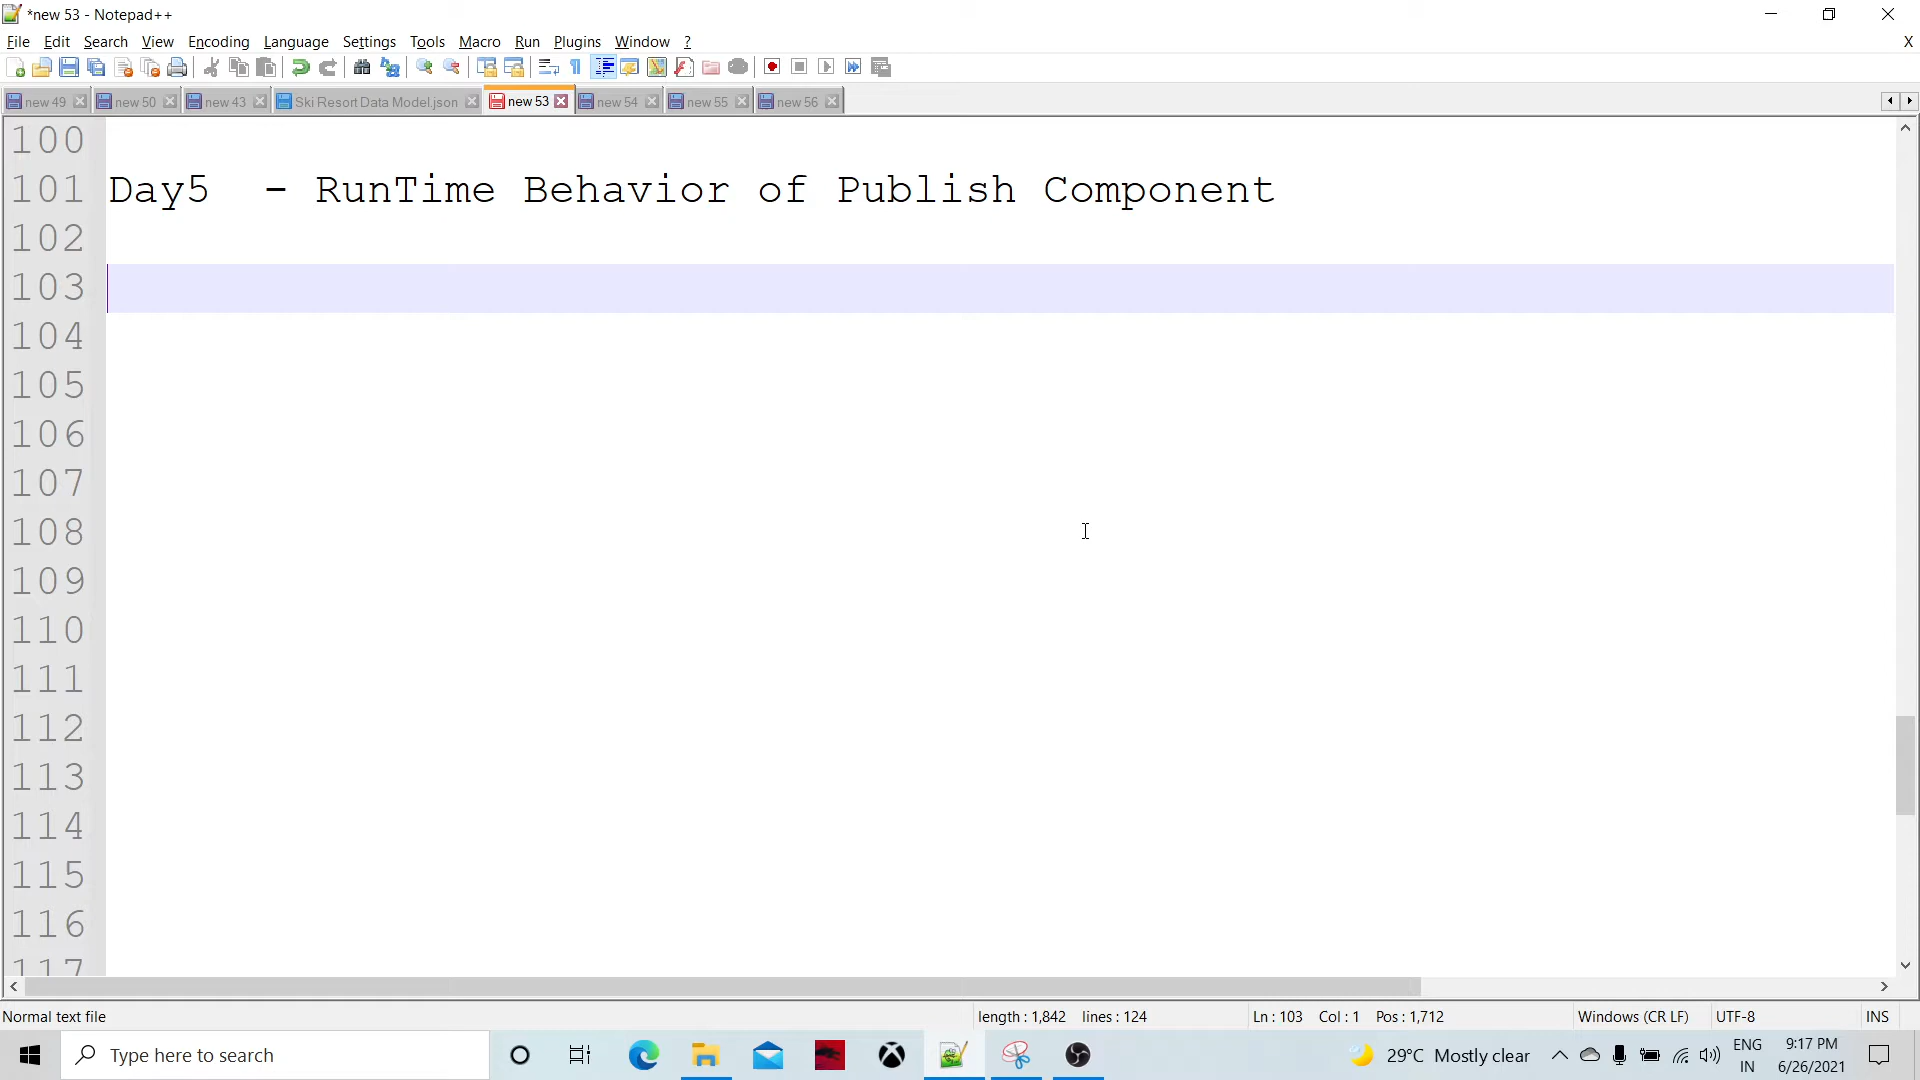 *new 53 - Notepad++
File Edit Search View Encoding Language Settings Tools Macro Run Plugins Window ?
X
new 49 new 50 new 43 Ski Resort Data Model.json new 53 new 54 new 55 new 56
100
101 Day5 - RunTime Behavior of Publish Component
102
103
104
105
106
107
108
109
110
111
112
113
114
115
116
117
Normal text file length : 1,842 lines : 124 Ln : 103 Col : 1 Pos : 1,712 Windows (CR LF) UTF-8 INS
Type here to search 29°C Mostly clear ENG IN 9:17 PM 6/26/2021